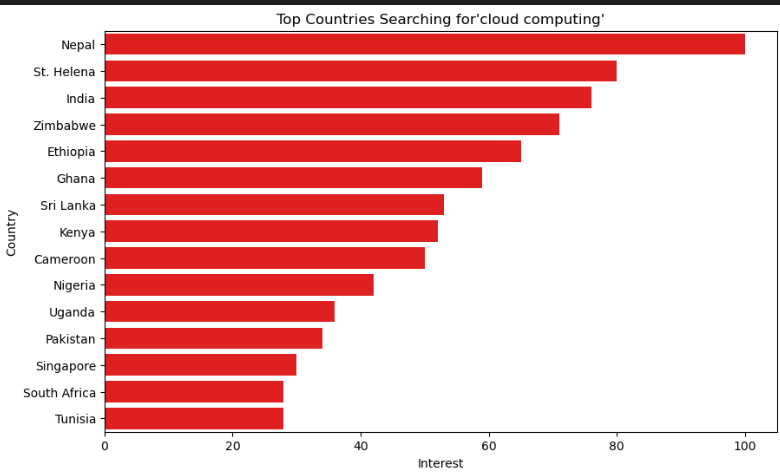 Top Countries Searching for'cloud computing'
Nepal
St. Helena
India
Zimbabwe
Ethiopia
Ghana
Sri Lanka
Kenya
Cameroon
Nigeria
Uganda
Pakistan
Singapore
South Africa
Tunisia
Country
0 20 40 60 80 100
Interest